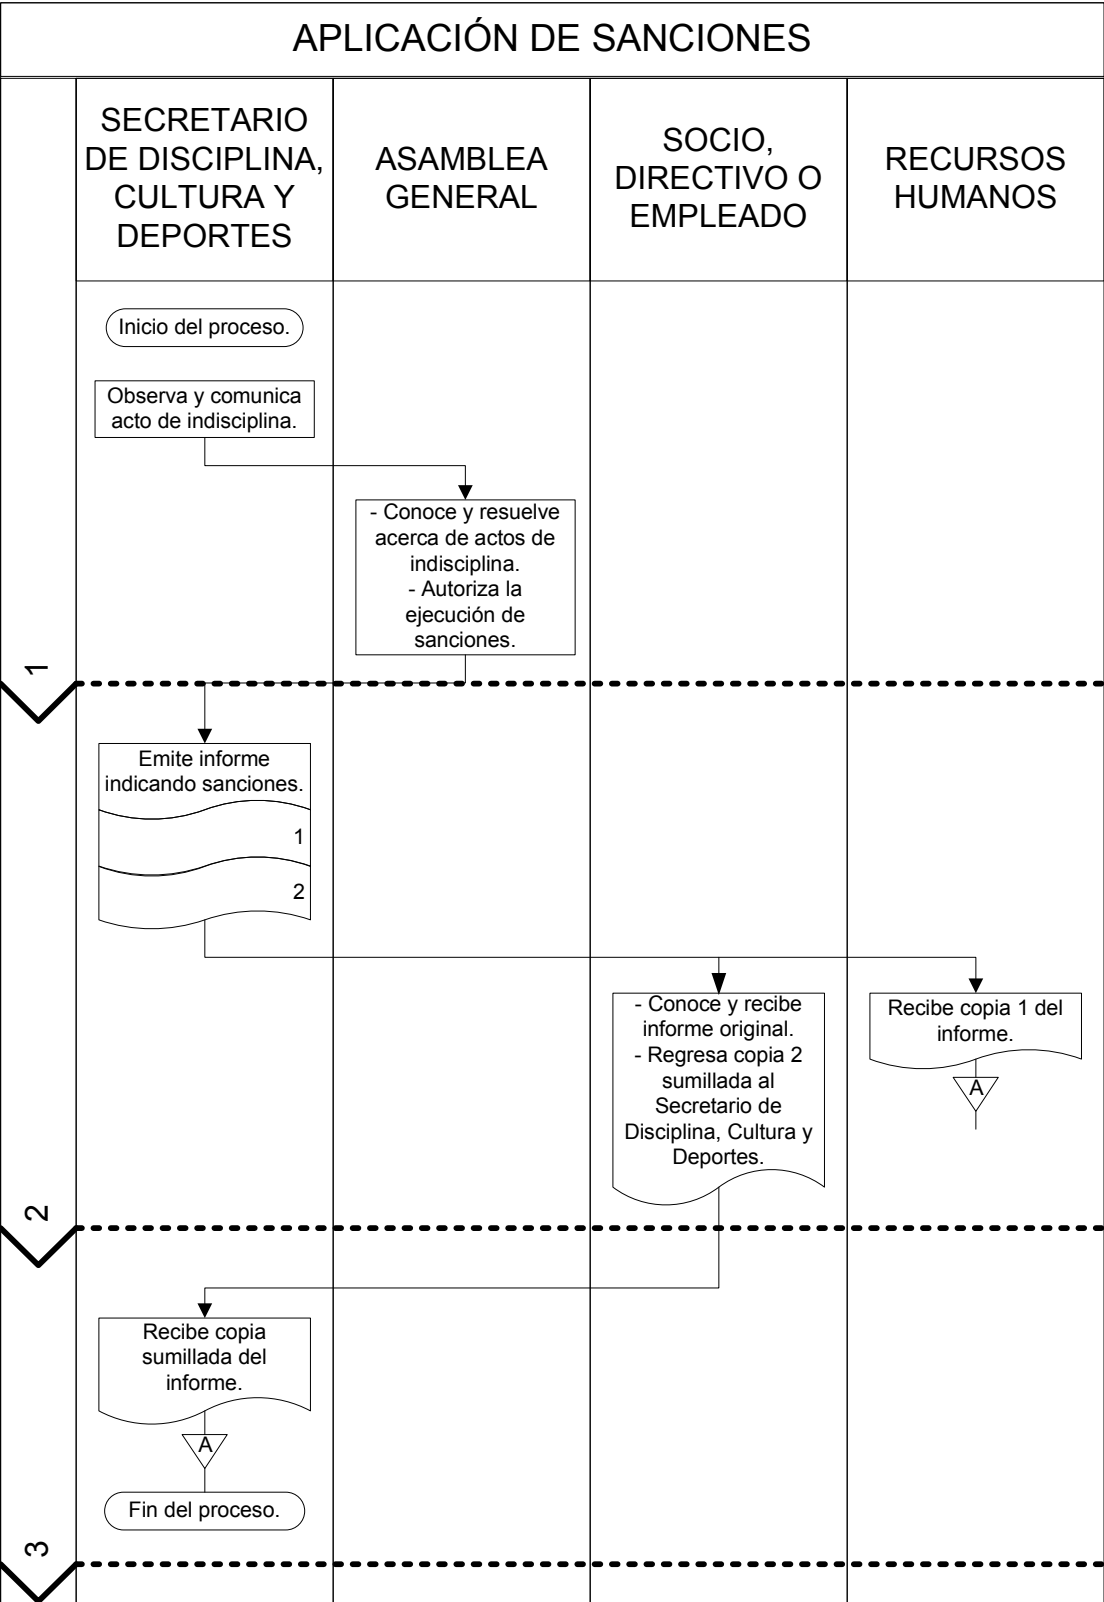 APLICACIÓN DE SANCIONES
SECRETARIO
DE DISCIPLINA,
CULTURA Y
DEPORTES
ASAMBLEA
GENERAL
SOCIO,
DIRECTIVO O
EMPLEADO
RECURSOS
HUMANOS
Inicio del proceso.
Observa y comunica
acto de indisciplina.
- Conoce y resuelve
acerca de actos de
indisciplina.
- Autoriza la
ejecución de
sanciones.
1
Emite informe
indicando sanciones.
1
2
- Conoce y recibe
informe original.
- Regresa copia 2
sumillada al
Secretario de
Disciplina, Cultura y
Deportes.
Recibe copia 1 del
informe.
A
2
Recibe copia
sumillada del
informe.
A
Fin del proceso.
3